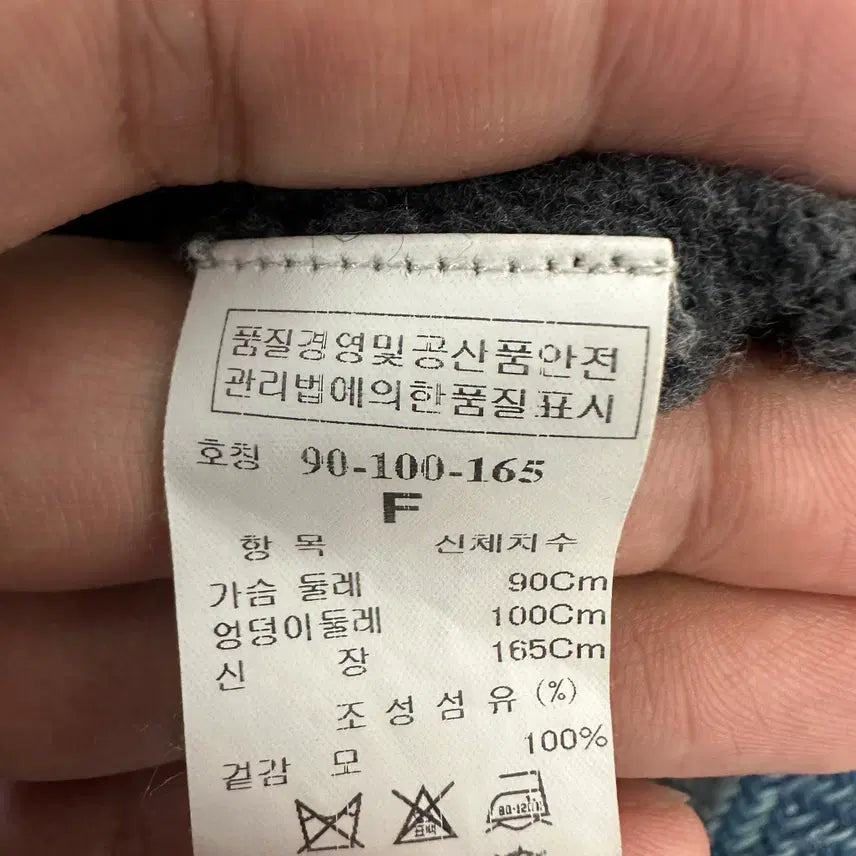 품질경영및공산품안전
관리법에의한품질표시
호칭 90-100-165
F
항 목 신체치수
가슴 둘레 90Cm
엉덩이둘레 100Cm
신 장 165Cm
조 성 섬 유 (%)
겉감 모 100%
표백